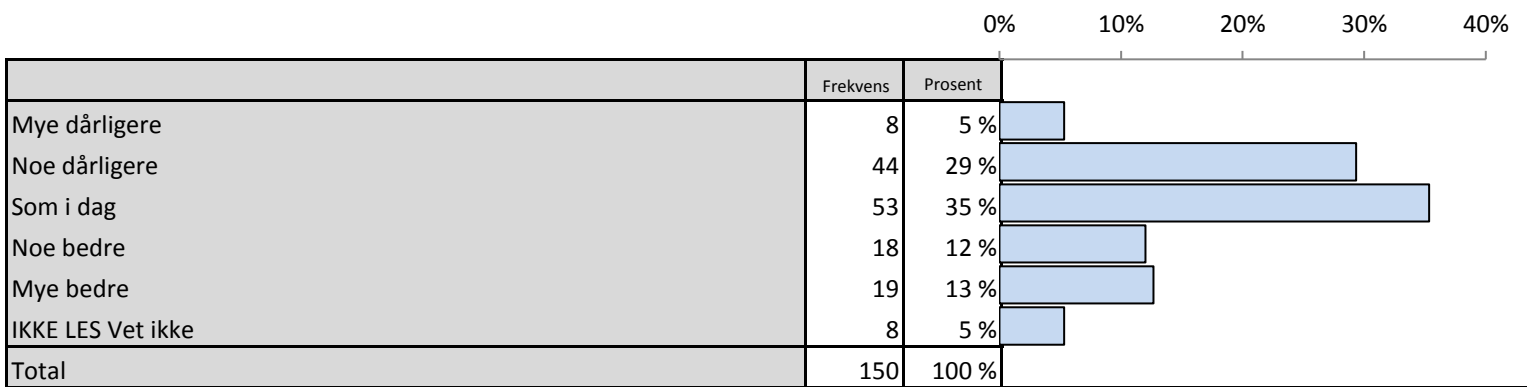 0% 10% 20% 30% 40%
Frekvens Prosent
Mye dårligere 8 5 %
Noe dårligere 44 29 %
Som i dag 53 35 %
Noe bedre 18 12 %
Mye bedre 19 13 %
IKKE LES Vet ikke 8 5 %
Total 150 100 %